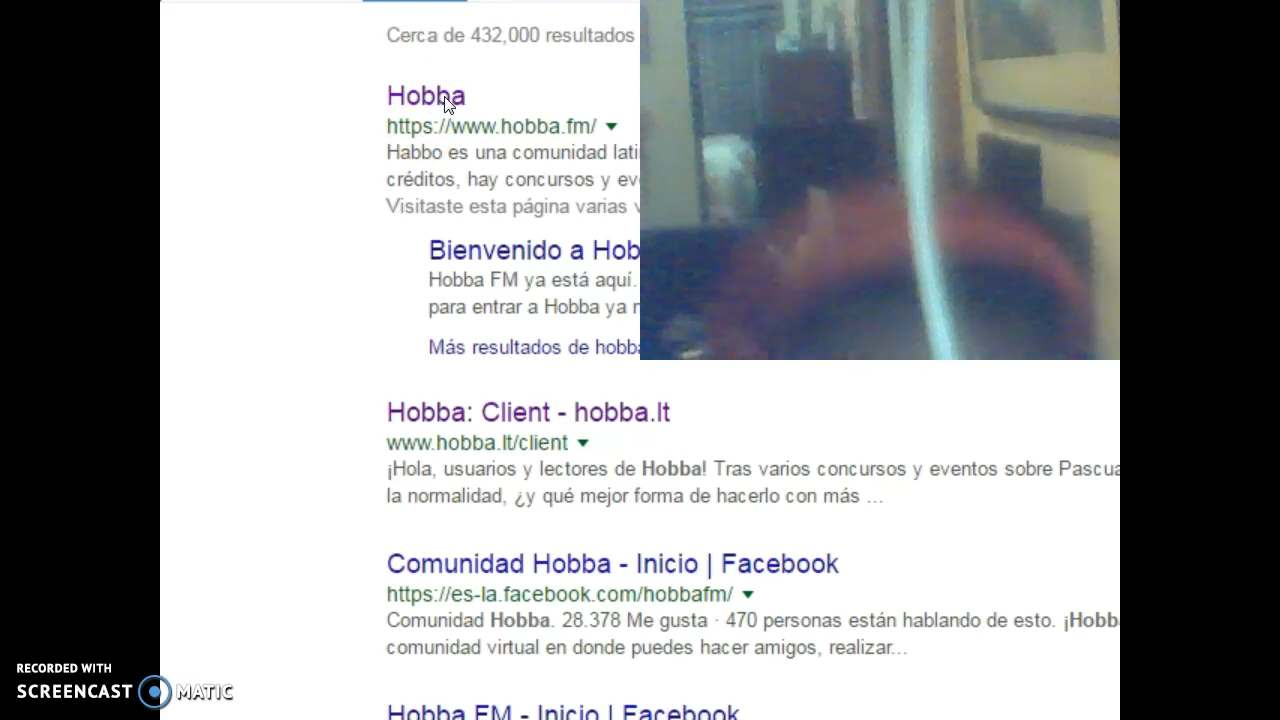 Cerca de 432,000 resultados
Hobba
https://www.hobba.fm/
Habbo es una comunidad lati
créditos, hay concursos y ev
Visitaste esta página varias v
Bienvenido a Hob
Hobba FM ya está aquí.
para entrar a Hobba ya n
Más resultados de hobba
Hobba: Client - hobba.lt
www.hobba.lt/client
¡Hola, usuarios y lectores de Hobba! Tras varios concursos y eventos sobre Pascua
la normalidad, ¿y qué mejor forma de hacerlo con más ...
Comunidad Hobba - Inicio | Facebook
https://es-la.facebook.com/hobbafm/
Comunidad Hobba. 28.378 Me gusta · 470 personas están hablando de esto. ¡Hobb
comunidad virtual en donde puedes hacer amigos, realizar...
Hobba FM - Inicio | Facebook
RECORDED WITH
SCREENCAST MATIC